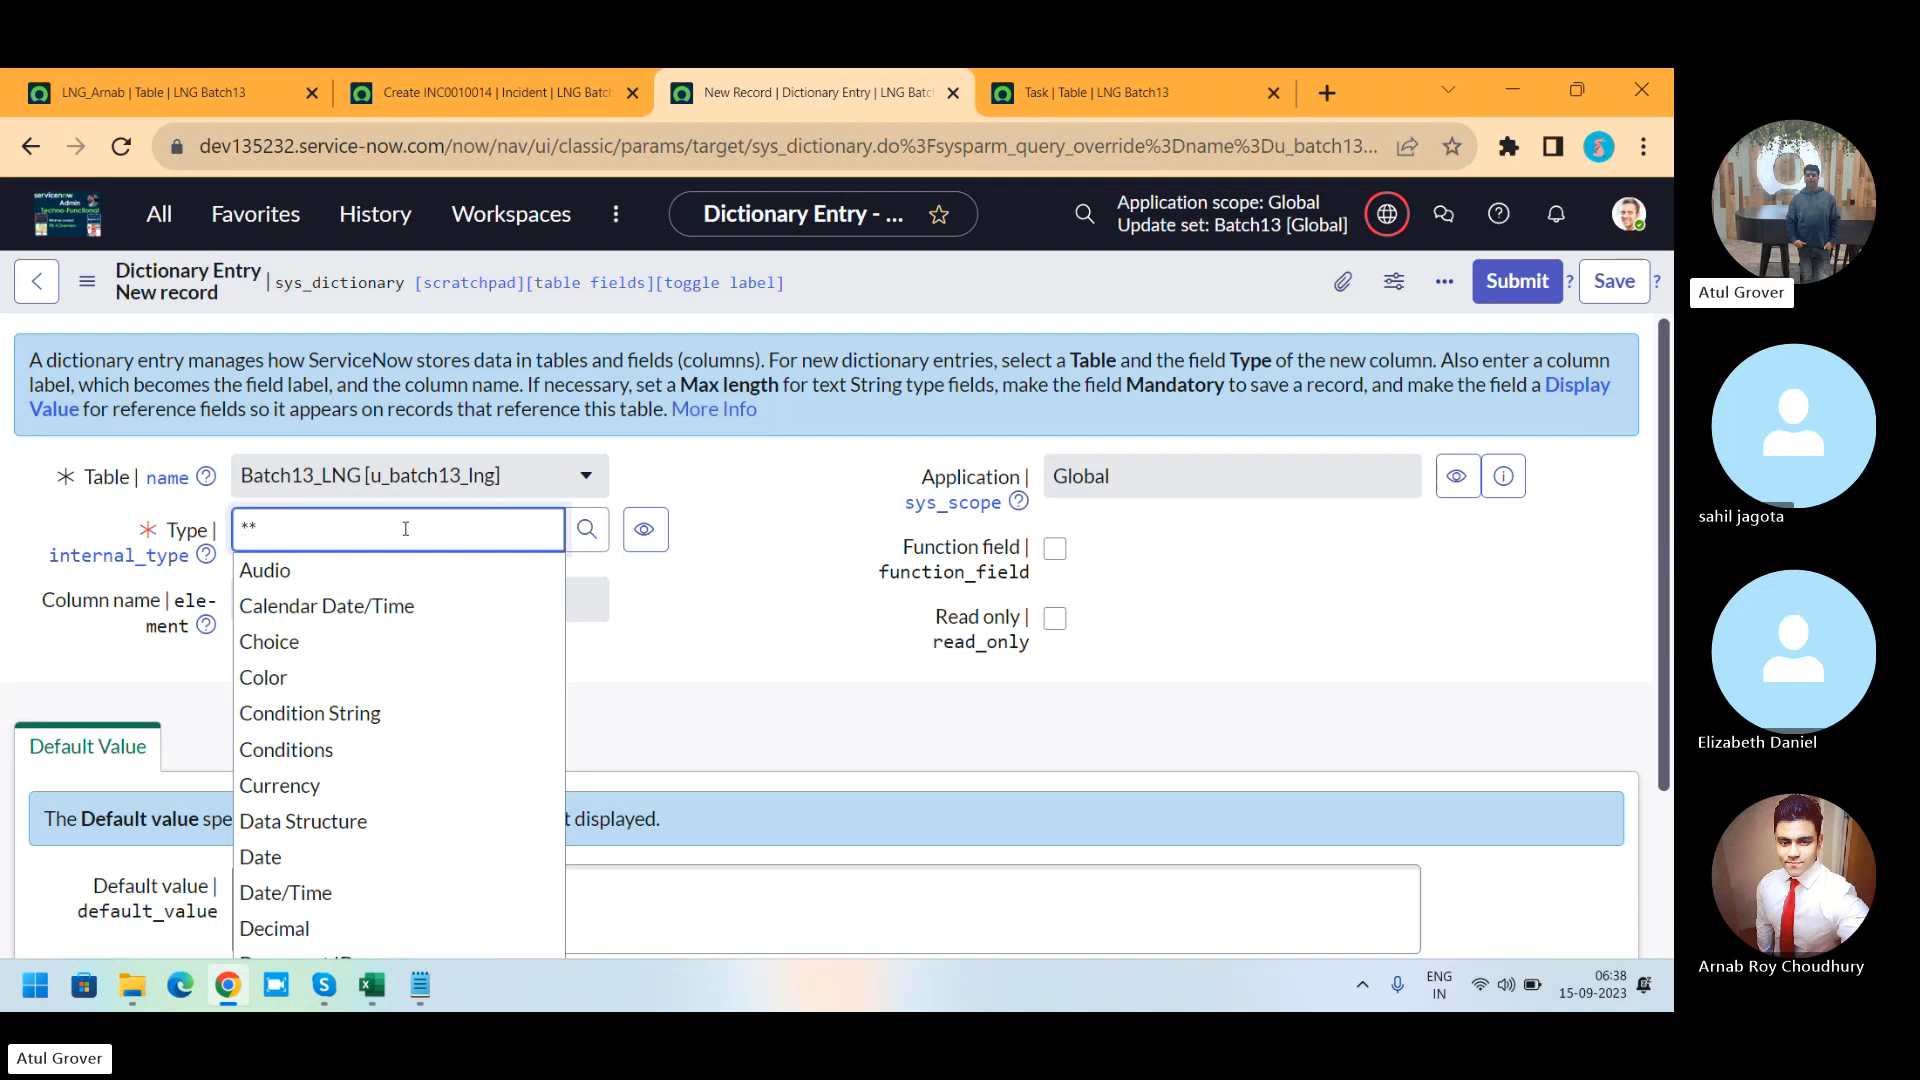 LNG_Arnab | Table | LNG Batch13
Create INC0010014 | Incident | LNG Batc
New Record | Dictionary Entry | LNG Batc
Task | Table | LNG Batch13
dev135232.service-now.com/now/nav/ui/classic/params/target/sys_dictionary.do%3Fsysparm_query_override%3Dname%3Du_batch13...
servicenow
Admin
Techno-Functional
All
Favorites
History
Workspaces
Dictionary Entry - ...
Application scope: Global
Update set: Batch13 [Global]
Dictionary Entry
New record
sys_dictionary [scratchpad][table fields][toggle label]
Submit
?
Save
?
A dictionary entry manages how ServiceNow stores data in tables and fields (columns). For new dictionary entries, select a Table and the field Type of the new column. Also enter a column
label, which becomes the field label, and the column name. If necessary, set a Max length for text String type fields, make the field Mandatory to save a record, and make the field a Display
Value for reference fields so it appears on records that reference this table. More Info
Table | name
Batch13_LNG [u_batch13_lng]
Application |
sys_scope
Global
Type |
internal_type
**
Function field |
function_field
Column name | ele-
ment
Read only |
read_only
Audio
Calendar Date/Time
Choice
Color
Condition String
Conditions
Currency
Data Structure
Date
Date/Time
Decimal
Default Value
The Default value spe
t displayed.
Default value |
default_value
ENG
IN
06:38
15-09-2023
Atul Grover
sahil jagota
Elizabeth Daniel
Arnab Roy Choudhury
Atul Grover